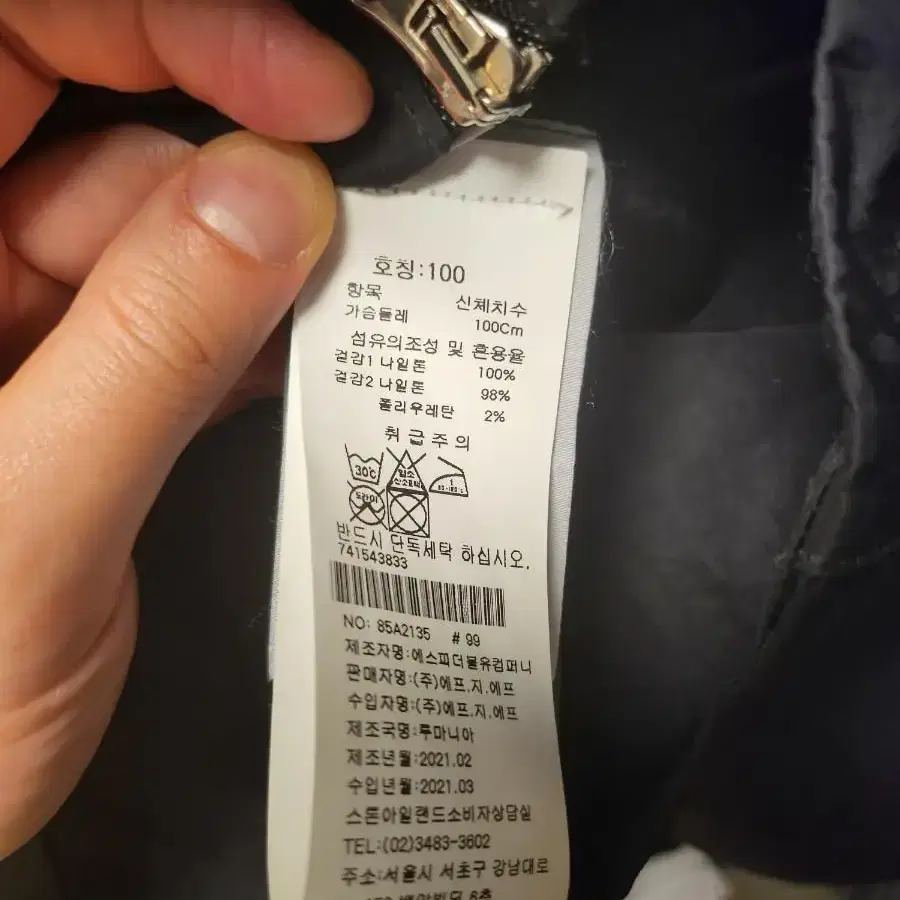 호칭:100
항목 신체치수
가슴둘레 100Cm
섬유의조성 및 혼용율
겉감1 나일론 100%
겉감2 나일론 98%
폴리우레탄 2%
취급주의
30℃
염소
드라이
반드시 단독세탁 하십시오.
741543833
NO: 85A2135 # 99
제조자명:에스피더블유컴퍼니
판매자명:(주)에프.지.에프
수입자명:(주)에프.지.에프
제조국명:루마니아
제조년월:2021.02
수입년월:2021.03
스톤아일랜드소비자상담실
TEL:(02)3483-3602
주소:서울시 서초구 강남대로
6층